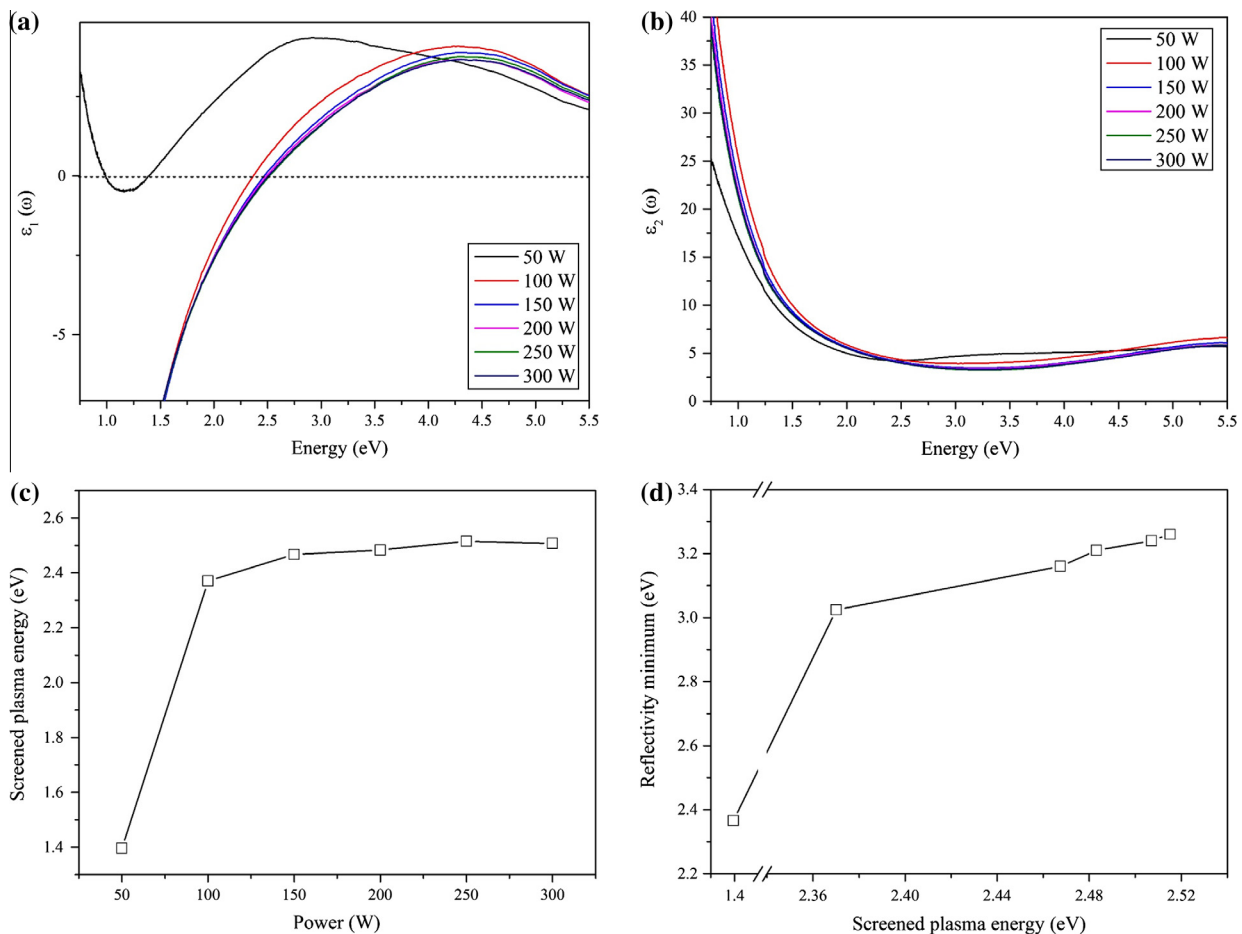 (a)
ε1 (ω)
0
-5
50 W
100 W
150 W
200 W
250 W
300 W
1.0 1.5 2.0 2.5 3.0 3.5 4.0 4.5 5.0 5.5
Energy (eV)
(b)
ε2 (ω)
40
35
30
25
20
15
10
5
0
50 W
100 W
150 W
200 W
250 W
300 W
1.0 1.5 2.0 2.5 3.0 3.5 4.0 4.5 5.0 5.5
Energy (eV)
(c)
Screened plasma energy (eV)
2.6
2.4
2.2
2.0
1.8
1.6
1.4
50 100 150 200 250 300
Power (W)
(d)
Reflectivity minimum (eV)
3.4
3.2
3.0
2.8
2.6
2.4
2.2
1.4 2.36 2.40 2.44 2.48 2.52
Screened plasma energy (eV)